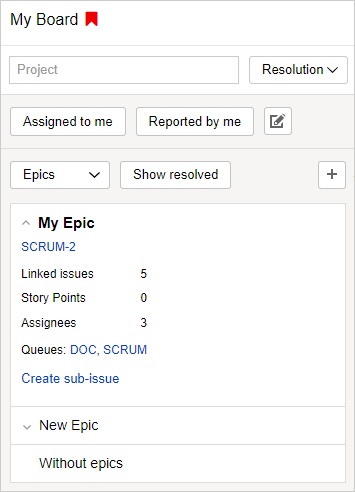 My Board
Project Resolution
Assigned to me Reported by me
Epics Show resolved
My Epic
SCRUM-2
Linked issues 5
Story Points 0
Assignees 3
Queues: DOC, SCRUM
Create sub-issue
New Epic
Without epics